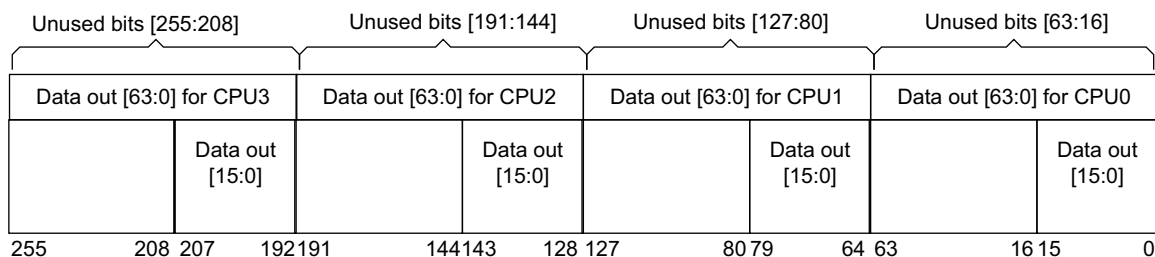 Unused bits [255:208] Unused bits [191:144] Unused bits [127:80] Unused bits [63:16]
Data out [63:0] for CPU3 Data out [63:0] for CPU2 Data out [63:0] for CPU1 Data out [63:0] for CPU0
Data out Data out Data out Data out
[15:0] [15:0] [15:0] [15:0]
255 208 207 192 191 144 143 128 127 80 79 64 63 16 15 0